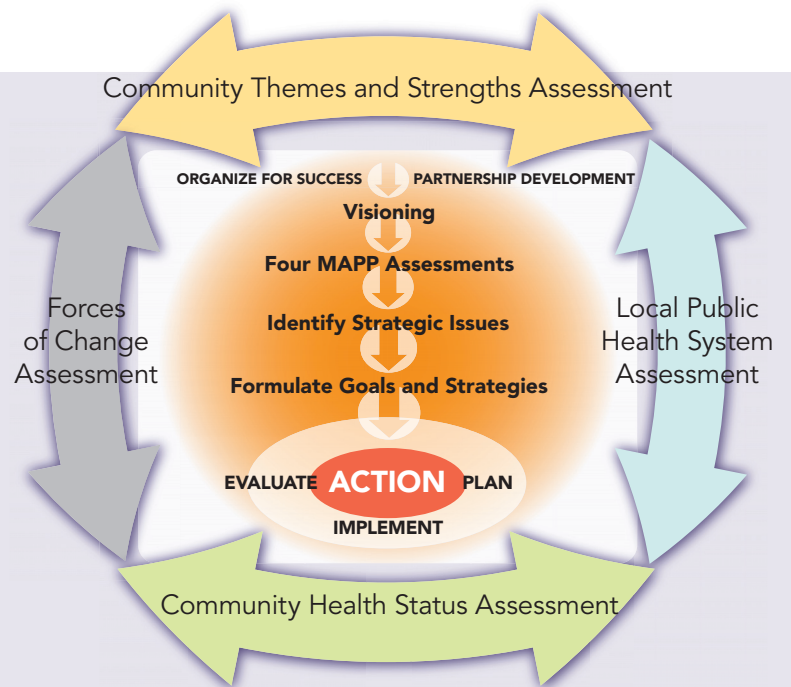 Community Themes and Strengths Assessment
ORGANIZE FOR SUCCESS PARTNERSHIP DEVELOPMENT
Visioning
Four MAPP Assessments
Identify Strategic Issues
Formulate Goals and Strategies
EVALUATE ACTION PLAN
IMPLEMENT
Forces
of Change
Assessment
Local Public
Health System
Assessment
Community Health Status Assessment